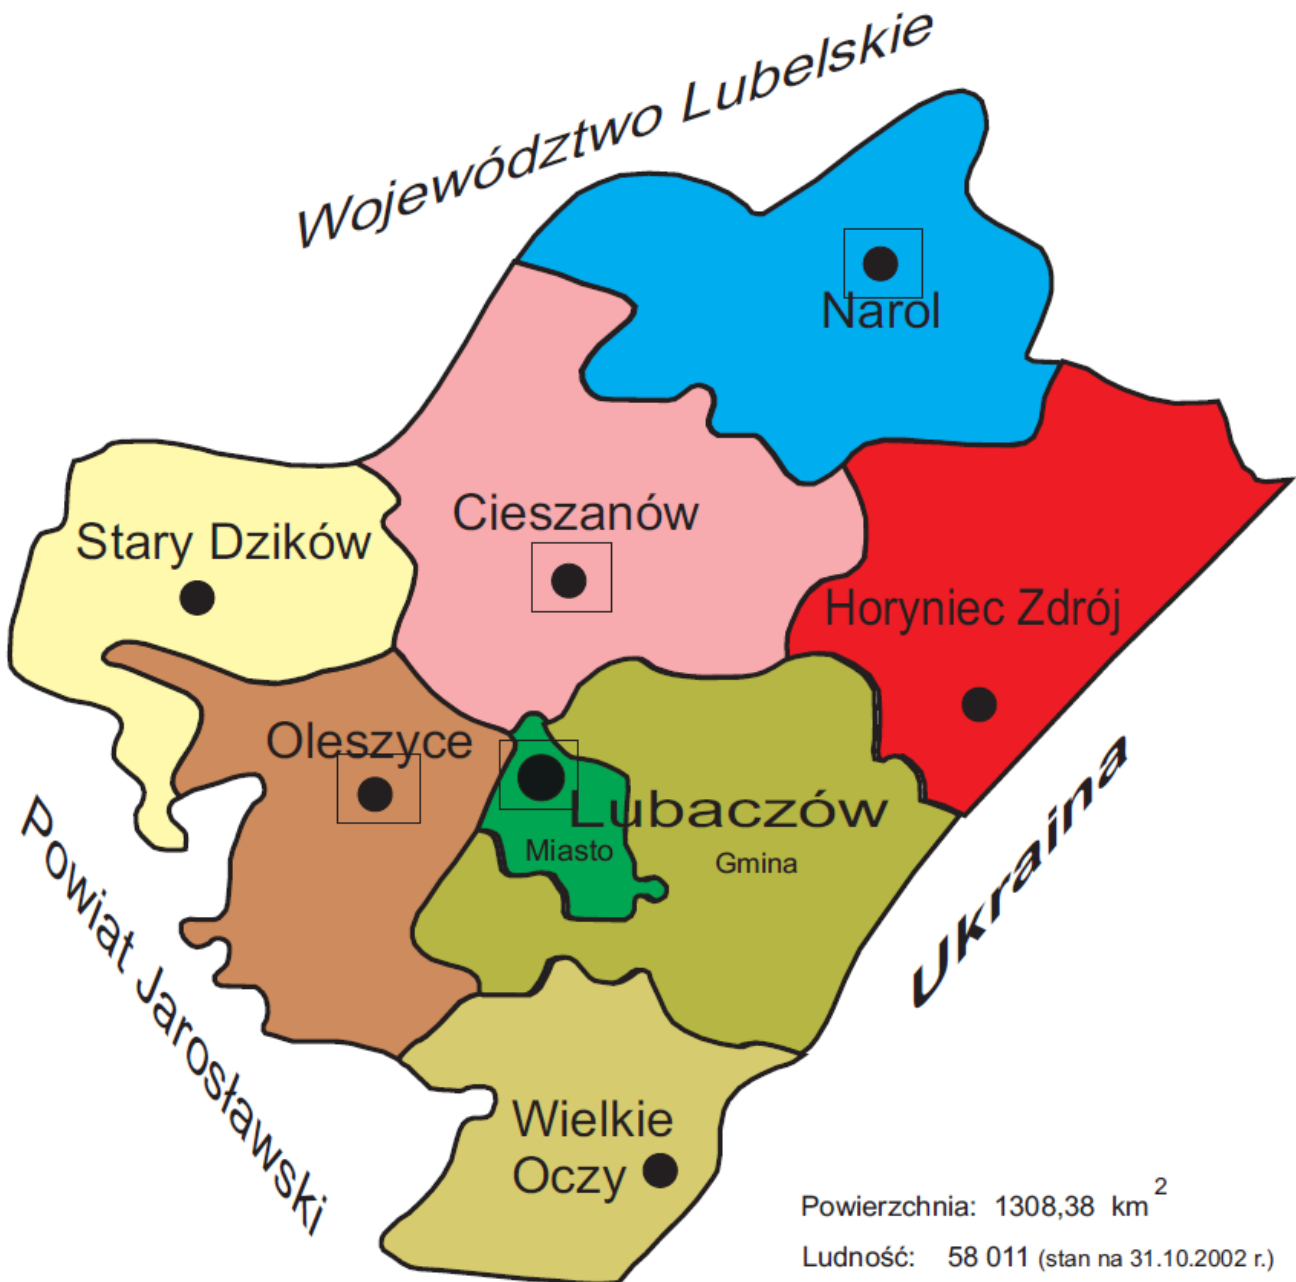 Województwo Lubelskie
Narol
Cieszanów
Stary Dzików
Horyniec Zdrój
Oleszyce
Lubaczów
Miasto
Gmina
Ukraina
Powiat Jarosławski
Wielkie
Oczy
Powierzchnia: 1308,38 km²
Ludność: 58 011 (stan na 31.10.2002 r.)